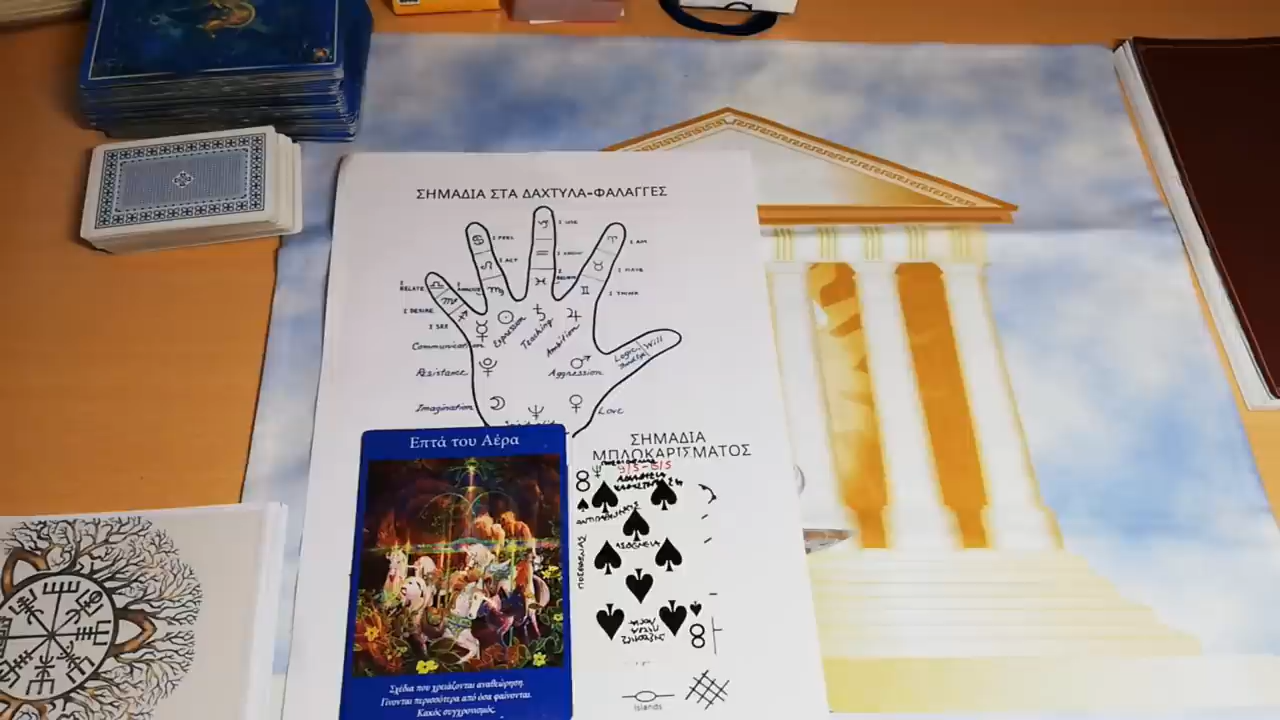 ΣΗΜΑΔΙΑ ΣΤΑ ΔΑΧΤΥΛΑ-ΦΑΛΑΓΓΕΣ
I USE
I FEEL
I AM
I KNOW
I ACT
I HAVE
I RELATE
I THINK
I DESIRE
I SEE
Expression
Teaching
Ambition
Communication
Logic
Will
Resistance
Aggression
Imagination
Love
Επτά του Αέρα
Σχέδια που χρειάζονται αναθεώρηση.
Γίνονται περισσότερα από όσα φαίνονται.
Κακός συγχρονισμός.
ΣΗΜΑΔΙΑ
ΜΠΛΟΚΑΡΙΣΜΑΤΟΣ
8
8
Islands